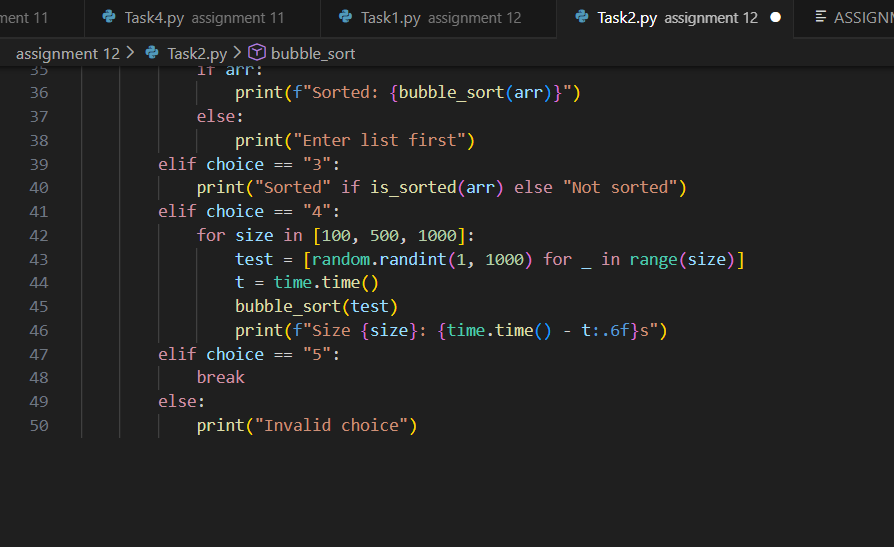 ment 11 Task4.py assignment 11 Task1.py assignment 12 Task2.py assignment 12
assignment 12 > Task2.py > bubble_sort
35 if arr:
36 print(f"Sorted: {bubble_sort(arr)}")
37 else:
38 print("Enter list first")
39 elif choice == "3":
40 print("Sorted" if is_sorted(arr) else "Not sorted")
41 elif choice == "4":
42 for size in [100, 500, 1000]:
43 test = [random.randint(1, 1000) for _ in range(size)]
44 t = time.time()
45 bubble_sort(test)
46 print(f"Size {size}: {time.time() - t:.6f}s")
47 elif choice == "5":
48 break
49 else:
50 print("Invalid choice")